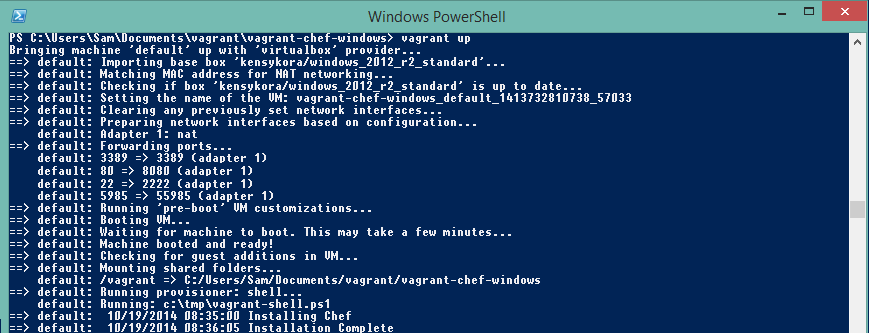 Windows PowerShell
PS C:\Users\Sam\Documents\vagrant\vagrant-chef-windows> vagrant up
Bringing machine 'default' up with 'virtualbox' provider...
==> default: Importing base box 'kensykora/windows_2012_r2_standard'...
==> default: Matching MAC address for NAT networking...
==> default: Checking if box 'kensykora/windows_2012_r2_standard' is up to date...
==> default: Setting the name of the VM: vagrant-chef-windows_default_1413732810738_57033
==> default: Clearing any previously set network interfaces...
==> default: Preparing network interfaces based on configuration...
    default: Adapter 1: nat
==> default: Forwarding ports...
    default: 3389 => 3389 (adapter 1)
    default: 80 => 8080 (adapter 1)
    default: 22 => 2222 (adapter 1)
    default: 5985 => 55985 (adapter 1)
==> default: Running 'pre-boot' VM customizations...
==> default: Booting VM...
==> default: Waiting for machine to boot. This may take a few minutes...
==> default: Machine booted and ready!
==> default: Checking for guest additions in VM...
==> default: Mounting shared folders...
    default: /vagrant => C:/Users/Sam/Documents/vagrant/vagrant-chef-windows
==> default: Running provisioner: shell...
    default: Running: c:\tmp\vagrant-shell.ps1
==> default:  10/19/2014 08:35:00 Installing Chef
==> default:  10/19/2014 08:36:05 Installation Complete